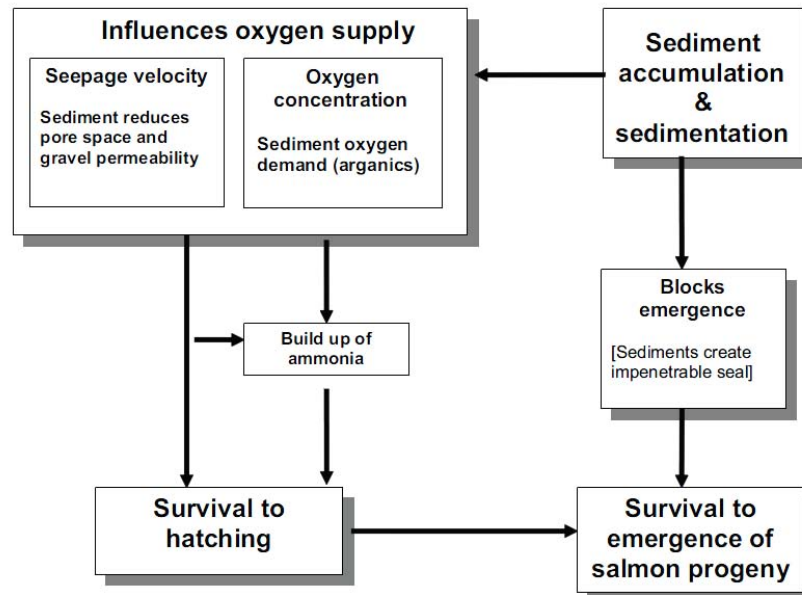 Influences oxygen supply
Seepage velocity
Sediment reduces
pore space and
gravel permeability
Oxygen
concentration
Sediment oxygen
demand (arganics)
Sediment
accumulation
&
sedimentation
Build up of
ammonia
Blocks
emergence
[Sediments create
impenetrable seal]
Survival to
hatching
Survival to
emergence of
salmon progeny